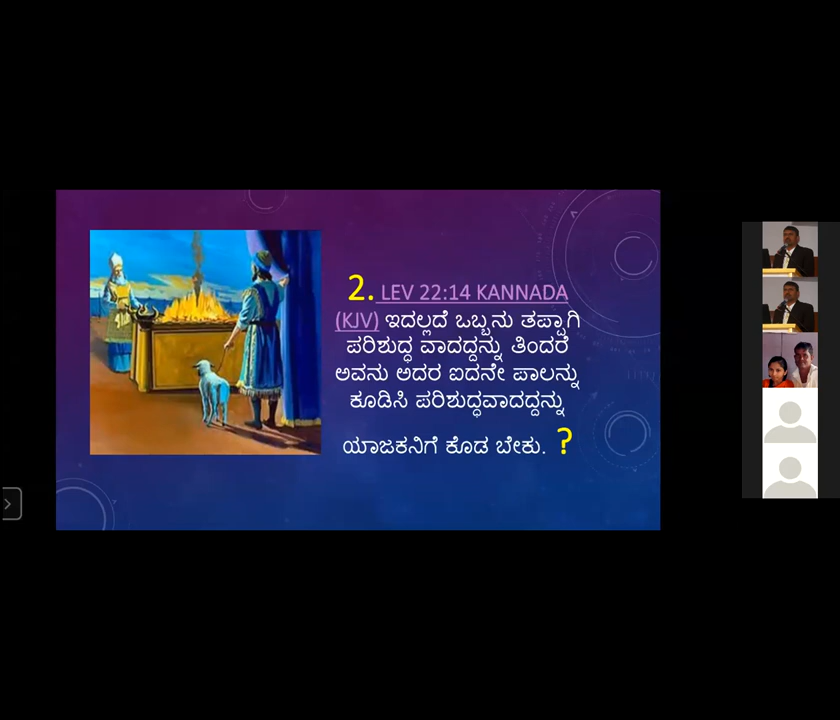 2. LEV 22:14 KANNADA
(KJV) ಇದಲ್ಲದೆ ಒಬ್ಬನು ತಪ್ಪಾಗಿ
ಪರಿಶುದ್ಧ ವಾದದ್ದನ್ನು ತಿಂದರೆ
ಅವನು ಅದರ ಐದನೇ ಪಾಲನ್ನು
ಕೂಡಿಸಿ ಪರಿಶುದ್ಧವಾದದ್ದನ್ನು
ಯಾಜಕನಿಗೆ ಕೊಡ ಬೇಕು. ?